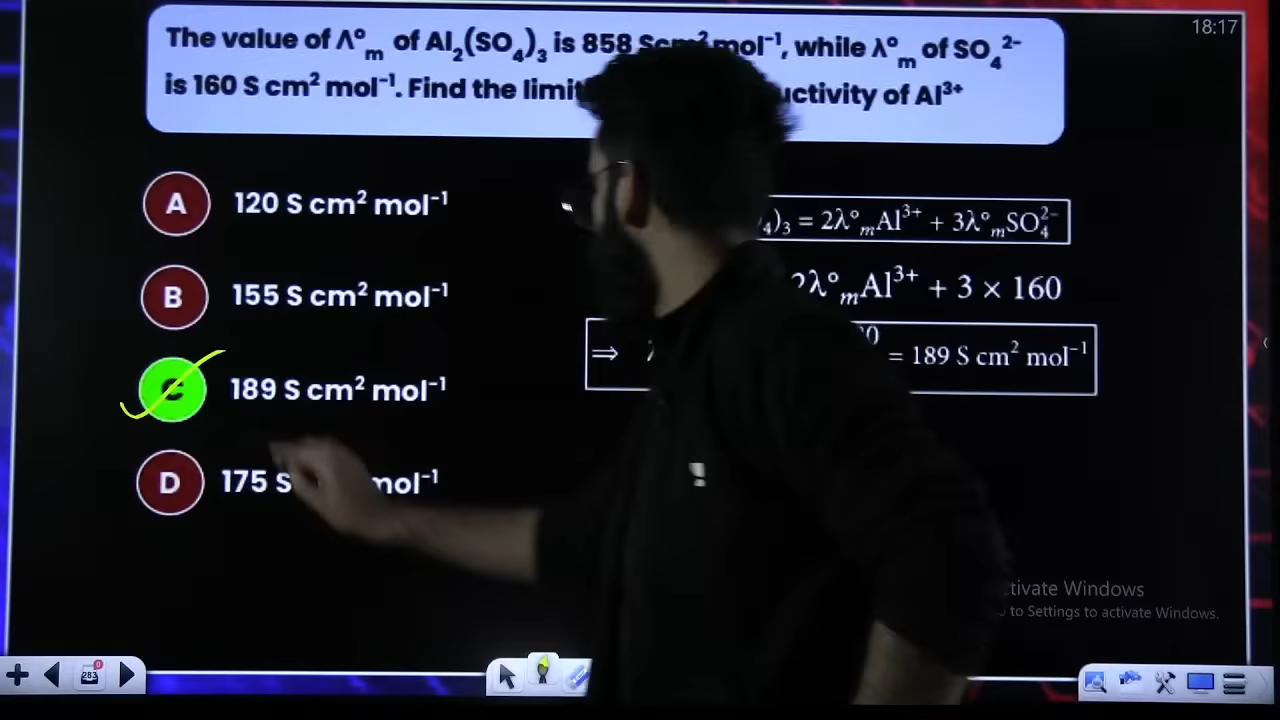 18:17
The value of Λ°m of Al₂(SO₄)₃ is 858 Scm² mol⁻¹, while λ°m of SO₄²⁻
is 160 S cm² mol⁻¹. Find the of Al³⁺
A 120 S cm² mol⁻¹
₄)₃ = 2λ°mAl³⁺ + 3λ°mSO₄²⁻
B 155 S cm² mol⁻¹
2λ°mAl³⁺ + 3 × 160
⇒ = 189 S cm² mol⁻¹
C 189 S cm² mol⁻¹
D 175 S mol⁻¹
Windows
to Settings to activate Windows.
283
0